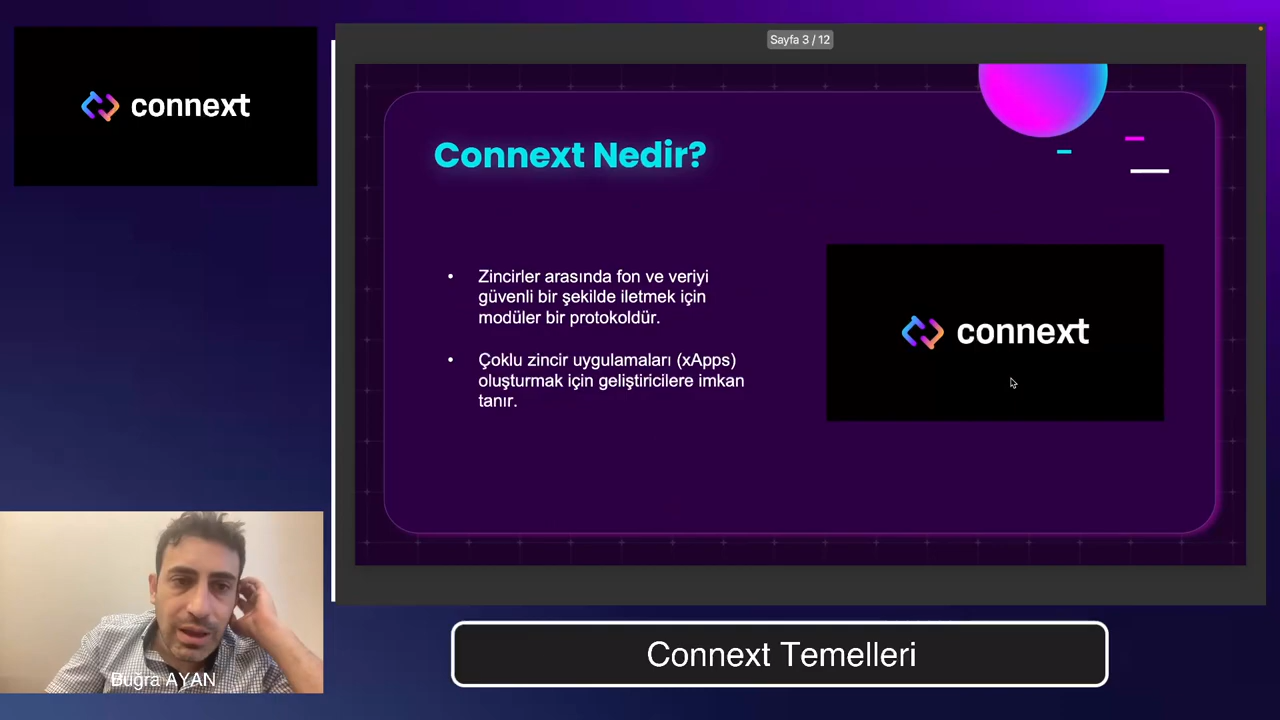 connext
Sayfa 3 / 12
Connext Nedir?
• Zincirler arasında fon ve veriyi
güvenli bir şekilde iletmek için
modüler bir protokoldür.
• Çoklu zincir uygulamaları (xApps)
oluşturmak için geliştiricilere imkan
tanır.
connext
Buğra AYAN
Connext Temelleri